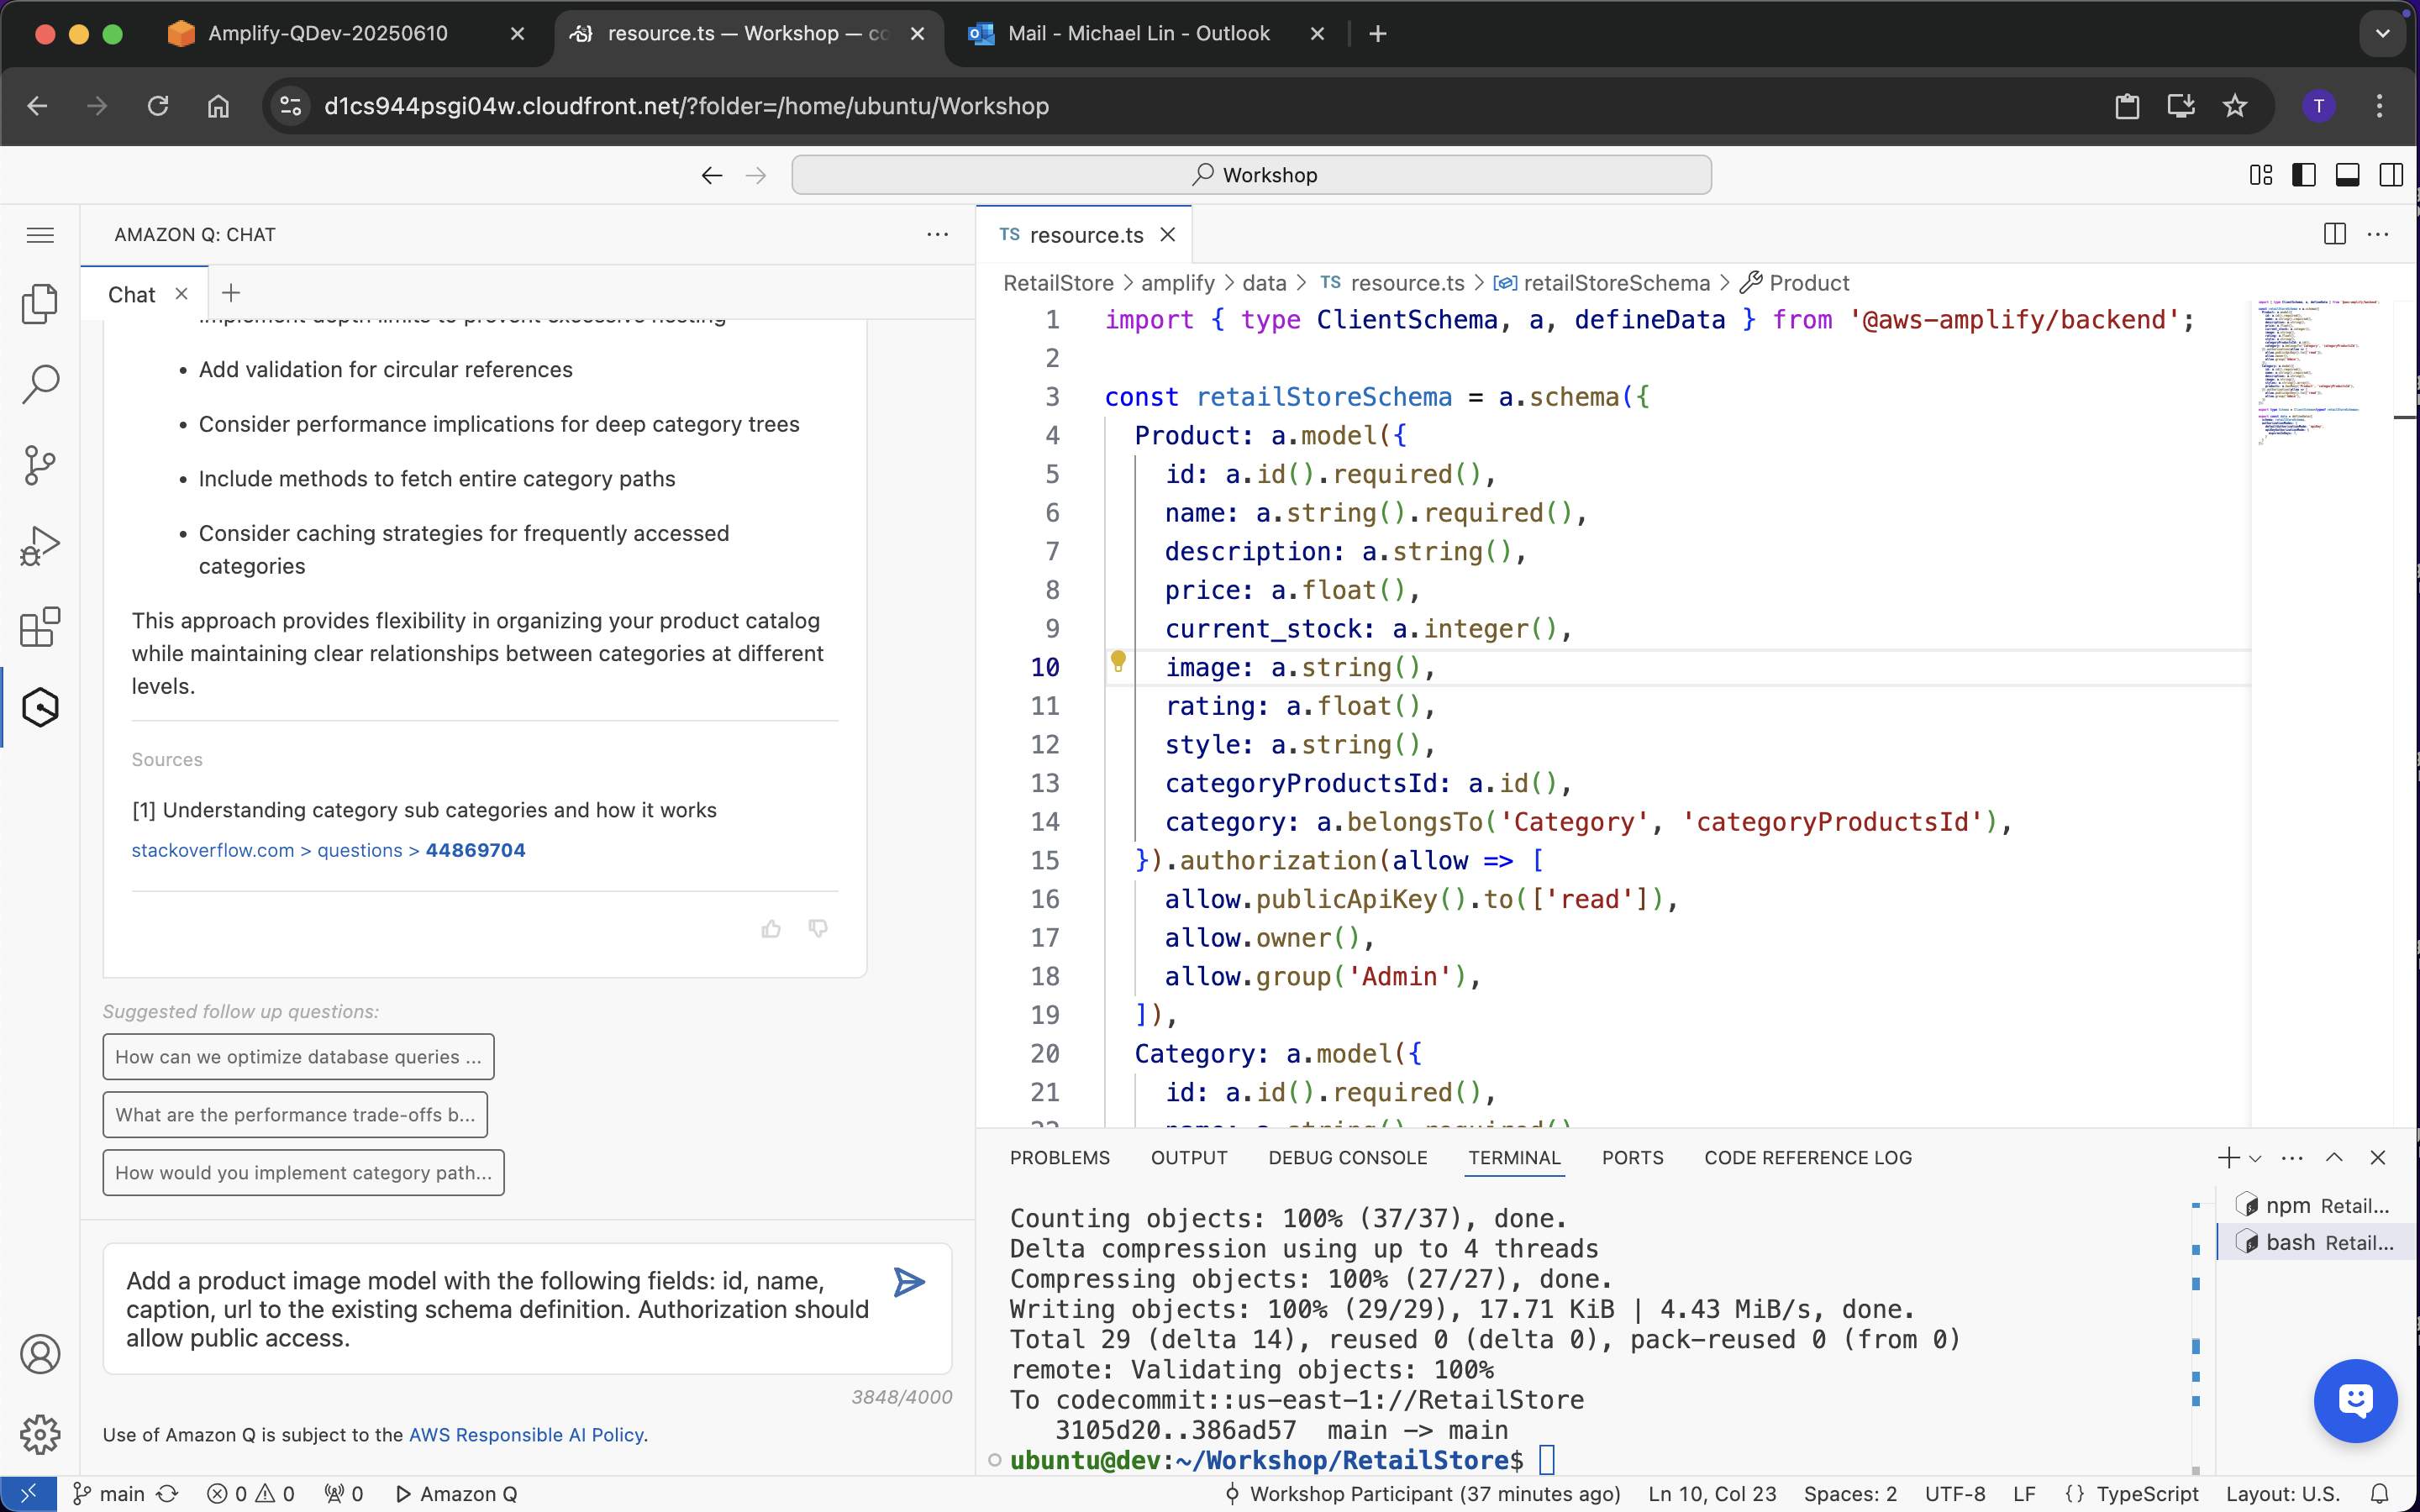 Amplify-QDev-20250610
resource.ts — Workshop — co
Mail - Michael Lin - Outlook
d1cs944psgi04w.cloudfront.net/?folder=/home/ubuntu/Workshop
T
Workshop
AMAZON Q: CHAT
Chat
Implement depth limits to prevent excessive nesting
• Add validation for circular references
• Consider performance implications for deep category trees
• Include methods to fetch entire category paths
• Consider caching strategies for frequently accessed
categories
This approach provides flexibility in organizing your product catalog
while maintaining clear relationships between categories at different
levels.
Sources
[1] Understanding category sub categories and how it works
stackoverflow.com > questions > 44869704
Suggested follow up questions:
How can we optimize database queries ...
What are the performance trade-offs b...
How would you implement category path...
Add a product image model with the following fields: id, name,
caption, url to the existing schema definition. Authorization should
allow public access.
3848/4000
Use of Amazon Q is subject to the AWS Responsible AI Policy.
TS resource.ts
RetailStore > amplify > data > TS resource.ts > retailStoreSchema > Product
1 import { type ClientSchema, a, defineData } from '@aws-amplify/backend';
2
3 const retailStoreSchema = a.schema({
4 Product: a.model({
5 id: a.id().required(),
6 name: a.string().required(),
7 description: a.string(),
8 price: a.float(),
9 current_stock: a.integer(),
10 image: a.string(),
11 rating: a.float(),
12 style: a.string(),
13 categoryProductsId: a.id(),
14 category: a.belongsTo('Category', 'categoryProductsId'),
15 }).authorization(allow => [
16 allow.publicApiKey().to(['read']),
17 allow.owner(),
18 allow.group('Admin'),
19 ]),
20 Category: a.model({
21 id: a.id().required(),
22 name: a.string().required()
PROBLEMS OUTPUT DEBUG CONSOLE TERMINAL PORTS CODE REFERENCE LOG
Counting objects: 100% (37/37), done.
Delta compression using up to 4 threads
Compressing objects: 100% (27/27), done.
Writing objects: 100% (29/29), 17.71 KiB | 4.43 MiB/s, done.
Total 29 (delta 14), reused 0 (delta 0), pack-reused 0 (from 0)
remote: Validating objects: 100%
To codecommit::us-east-1://RetailStore
3105d20..386ad57 main -> main
ubuntu@dev:~/Workshop/RetailStore$
npm Retail...
bash Retail...
main 0 0 0 Amazon Q
Workshop Participant (37 minutes ago) Ln 10, Col 23 Spaces: 2 UTF-8 LF {} TypeScript Layout: U.S.